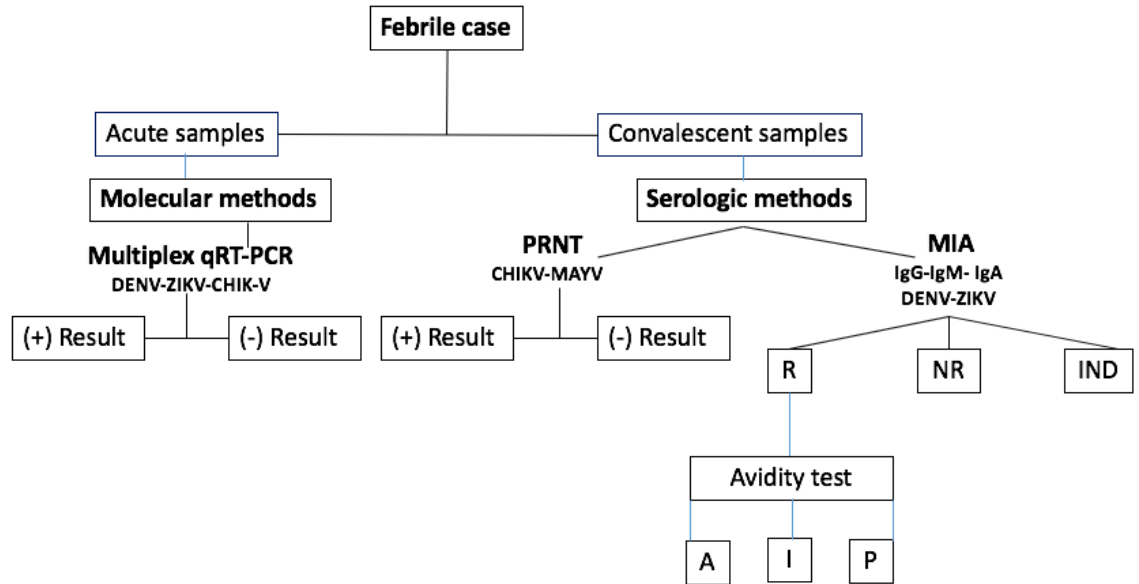 Febrile case
Acute samples
Convalescent samples
Molecular methods
Serologic methods
Multiplex qRT-PCR
DENV-ZIKV-CHIK-V
PRNT
CHIKV-MAYV
MIA
IgG-IgM- IgA
DENV-ZIKV
(+) Result
(-) Result
(+) Result
(-) Result
R
NR
IND
Avidity test
A
I
P